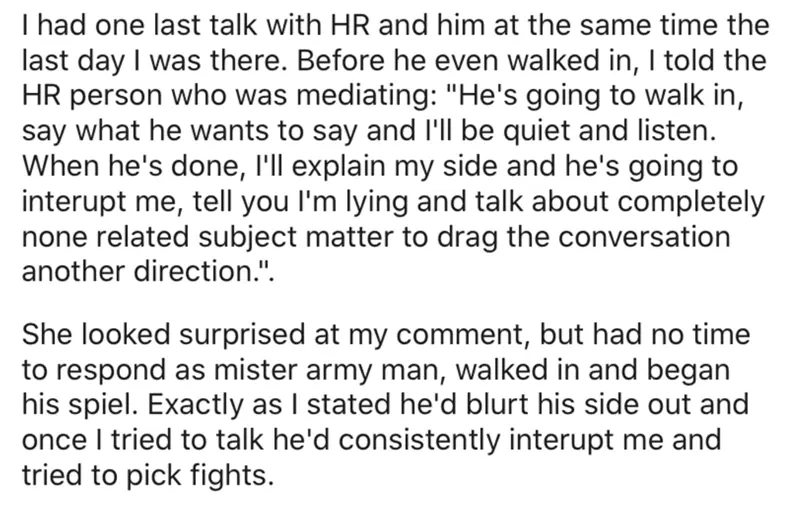 I had one last talk with HR and him at the same time the
last day I was there. Before he even walked in, I told the
HR person who was mediating: "He's going to walk in,
say what he wants to say and I'll be quiet and listen.
When he's done, I'll explain my side and he's going to
interupt me, tell you I'm lying and talk about completely
none related subject matter to drag the conversation
another direction.".
She looked surprised at my comment, but had no time
to respond as mister army man, walked in and began
his spiel. Exactly as I stated he'd blurt his side out and
once I tried to talk he'd consistently interupt me and
tried to pick fights.